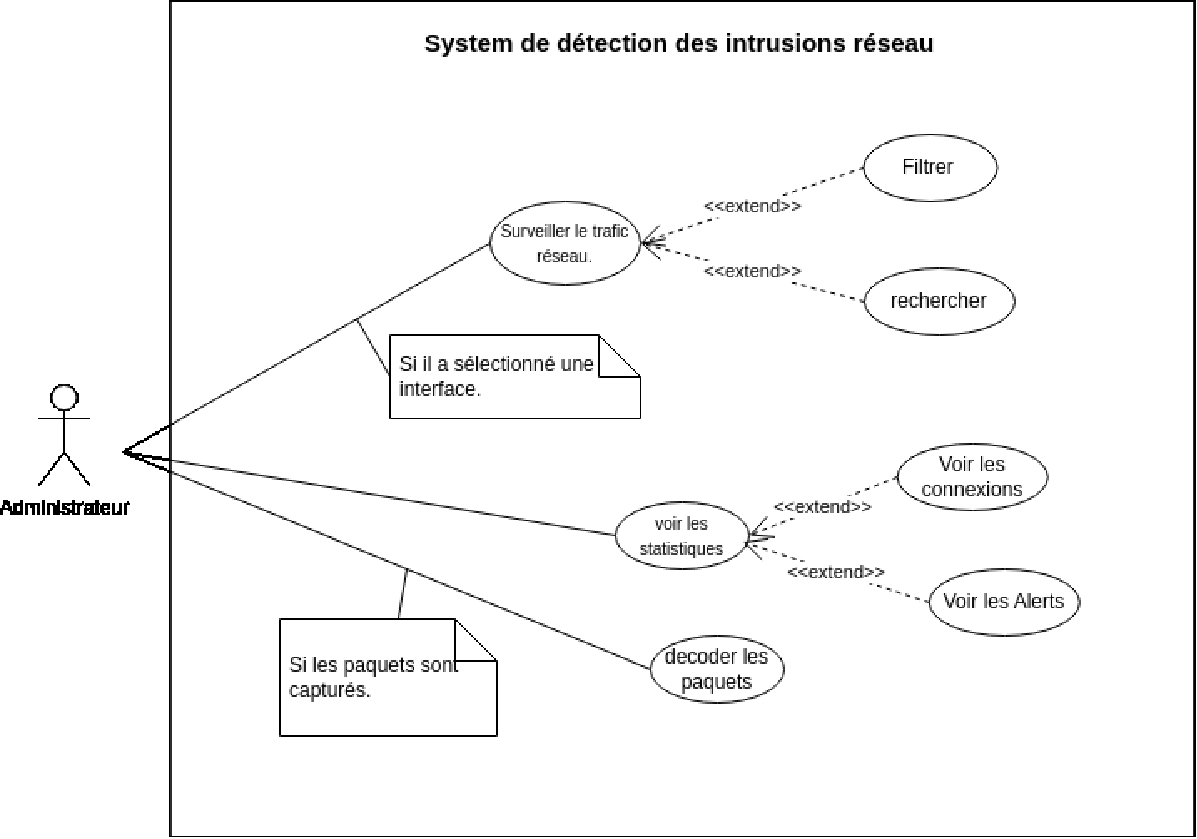 System de détection des intrusions réseau
Filtrer
<<extend>>
Surveiller le trafic
réseau.
<<extend>>
rechercher
Si il a sélectionné une
interface.
Administrateur
Voir les
connexions
<<extend>>
voir les
statistiques
<<extend>>
Voir les Alerts
decoder les
paquets
Si les paquets sont
capturés.